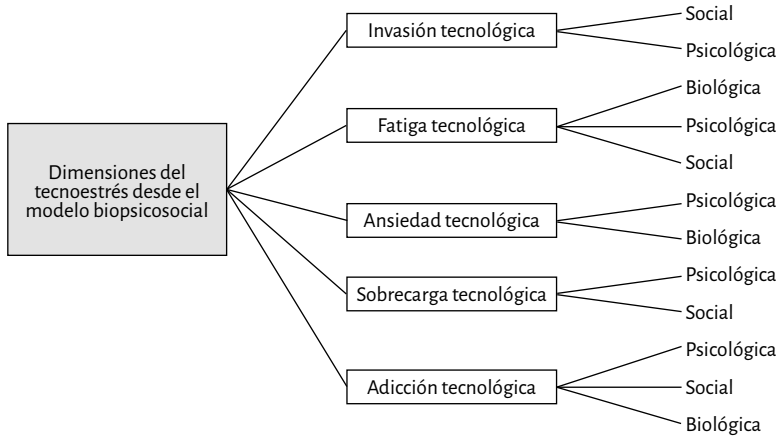 Dimensiones del
tecnoestrés desde el
modelo biopsicosocial
Invasión tecnológica
Social
Psicológica
Fatiga tecnológica
Biológica
Psicológica
Social
Ansiedad tecnológica
Psicológica
Biológica
Sobrecarga tecnológica
Psicológica
Social
Adicción tecnológica
Psicológica
Social
Biológica